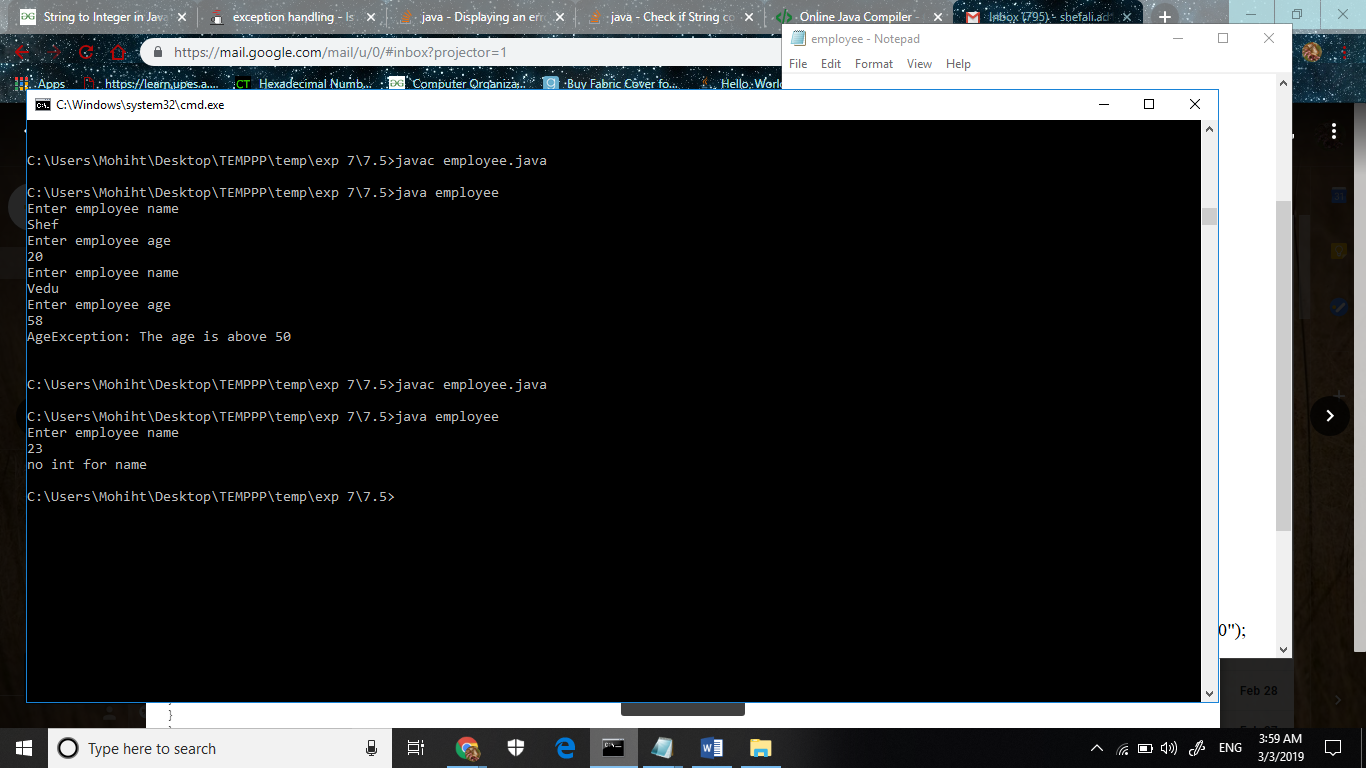 String to Integer in Java
exception handling - Is
java - Displaying an err
java - Check if String co
Online Java Compiler -
Inbox (795) - shefali.ad
https://mail.google.com/mail/u/0/#inbox?projector=1
Apps
https://learn.upes.a...
CT Hexadecimal Numb...
Computer Organiza...
Buy Fabric Cover fo...
Hello, World
employee - Notepad
File Edit Format View Help
C:\Windows\system32\cmd.exe
C:\Users\Mohiht\Desktop\TEMPPP\temp\exp 7\7.5>javac employee.java
C:\Users\Mohiht\Desktop\TEMPPP\temp\exp 7\7.5>java employee
Enter employee name
Shef
Enter employee age
20
Enter employee name
Vedu
Enter employee age
58
AgeException: The age is above 50
C:\Users\Mohiht\Desktop\TEMPPP\temp\exp 7\7.5>javac employee.java
C:\Users\Mohiht\Desktop\TEMPPP\temp\exp 7\7.5>java employee
Enter employee name
23
no int for name
C:\Users\Mohiht\Desktop\TEMPPP\temp\exp 7\7.5>
0");
Feb 28
}
Type here to search
ENG
3:59 AM
3/3/2019